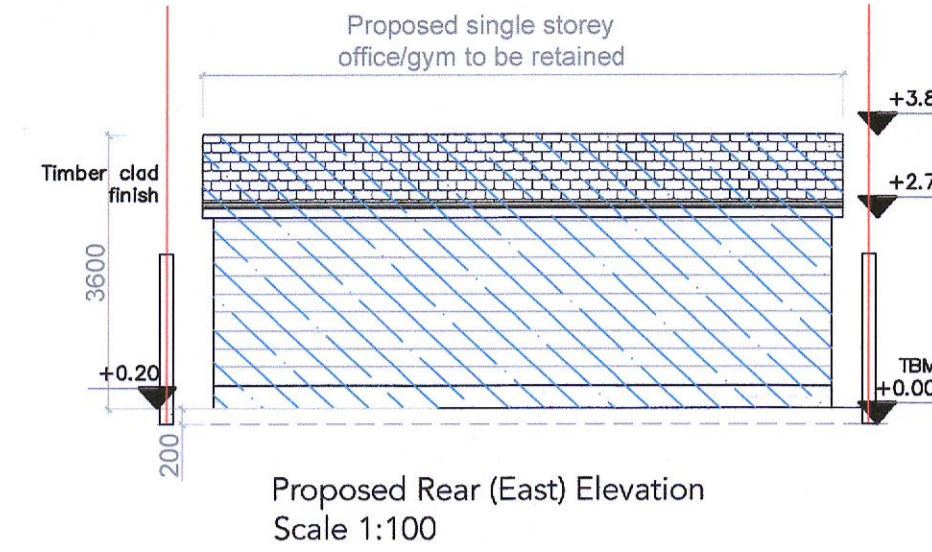 Proposed single storey
office/gym to be retained
+3.8
Timber clad
finish
+2.7
3600
+0.20
TBM
+0.00
200
Proposed Rear (East) Elevation
Scale 1:100